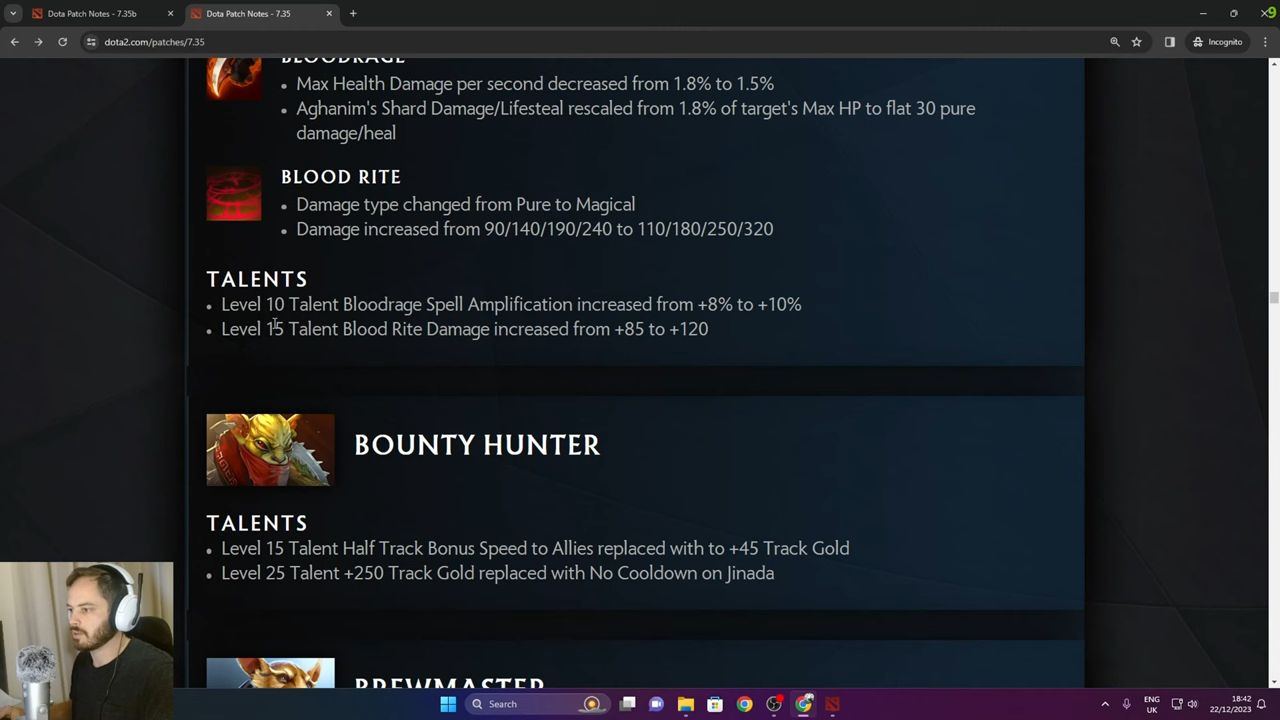 Dota Patch Notes - 7.35b
Dota Patch Notes - 7.35
9
dota2.com/patches/7.35
Incognito
BLOODRAGE
Max Health Damage per second decreased from 1.8% to 1.5%
Aghanim's Shard Damage/Lifesteal rescaled from 1.8% of target's Max HP to flat 30 pure
damage/heal
BLOOD RITE
Damage type changed from Pure to Magical
Damage increased from 90/140/190/240 to 110/180/250/320
TALENTS
Level 10 Talent Bloodrage Spell Amplification increased from +8% to +10%
Level 15 Talent Blood Rite Damage increased from +85 to +120
BOUNTY HUNTER
TALENTS
Level 15 Talent Half Track Bonus Speed to Allies replaced with to +45 Track Gold
Level 25 Talent +250 Track Gold replaced with No Cooldown on Jinada
BREWMASTER
Search
ENG
UK
18:42
22/12/2023